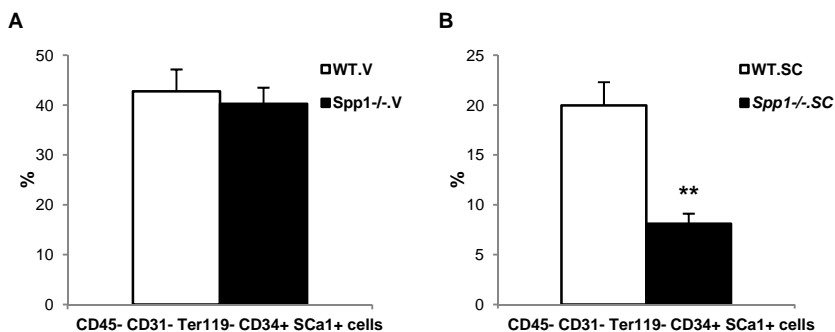 A
50
40
30
20
10
0
%
WT.V
Spp1-/-.V
CD45- CD31- Ter119- CD34+ SCa1+ cells
B
25
20
15
10
5
0
%
WT.SC
Spp1-/-.SC
**
CD45- CD31- Ter119- CD34+ SCa1+ cells